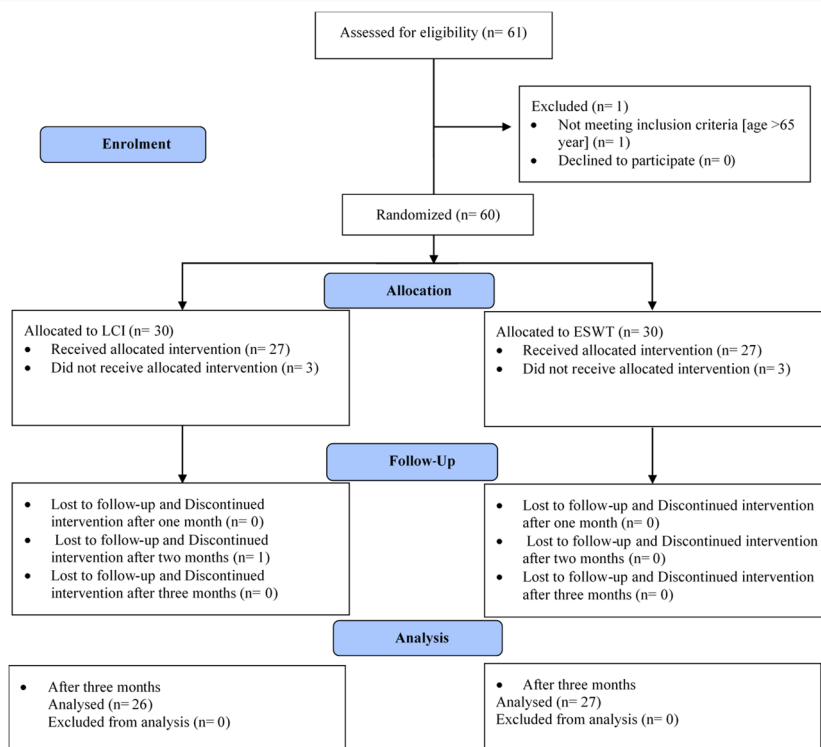 Assessed for eligibility (n= 61)
Excluded (n= 1)
• Not meeting inclusion criteria [age >65
year] (n= 1)
• Declined to participate (n= 0)
Enrolment
Randomized (n= 60)
Allocation
Allocated to LCI (n= 30)
• Received allocated intervention (n= 27)
• Did not receive allocated intervention (n= 3)
Allocated to ESWT (n= 30)
• Received allocated intervention (n= 27)
• Did not receive allocated intervention (n= 3)
Follow-Up
• Lost to follow-up and Discontinued
intervention after one month (n= 0)
• Lost to follow-up and Discontinued
intervention after two months (n= 1)
• Lost to follow-up and Discontinued
intervention after three months (n= 0)
• Lost to follow-up and Discontinued intervention
after one month (n= 0)
• Lost to follow-up and Discontinued intervention
after two months (n= 0)
• Lost to follow-up and Discontinued intervention
after three months (n= 0)
Analysis
• After three months
Analysed (n= 26)
Excluded from analysis (n= 0)
• After three months
Analysed (n= 27)
Excluded from analysis (n= 0)